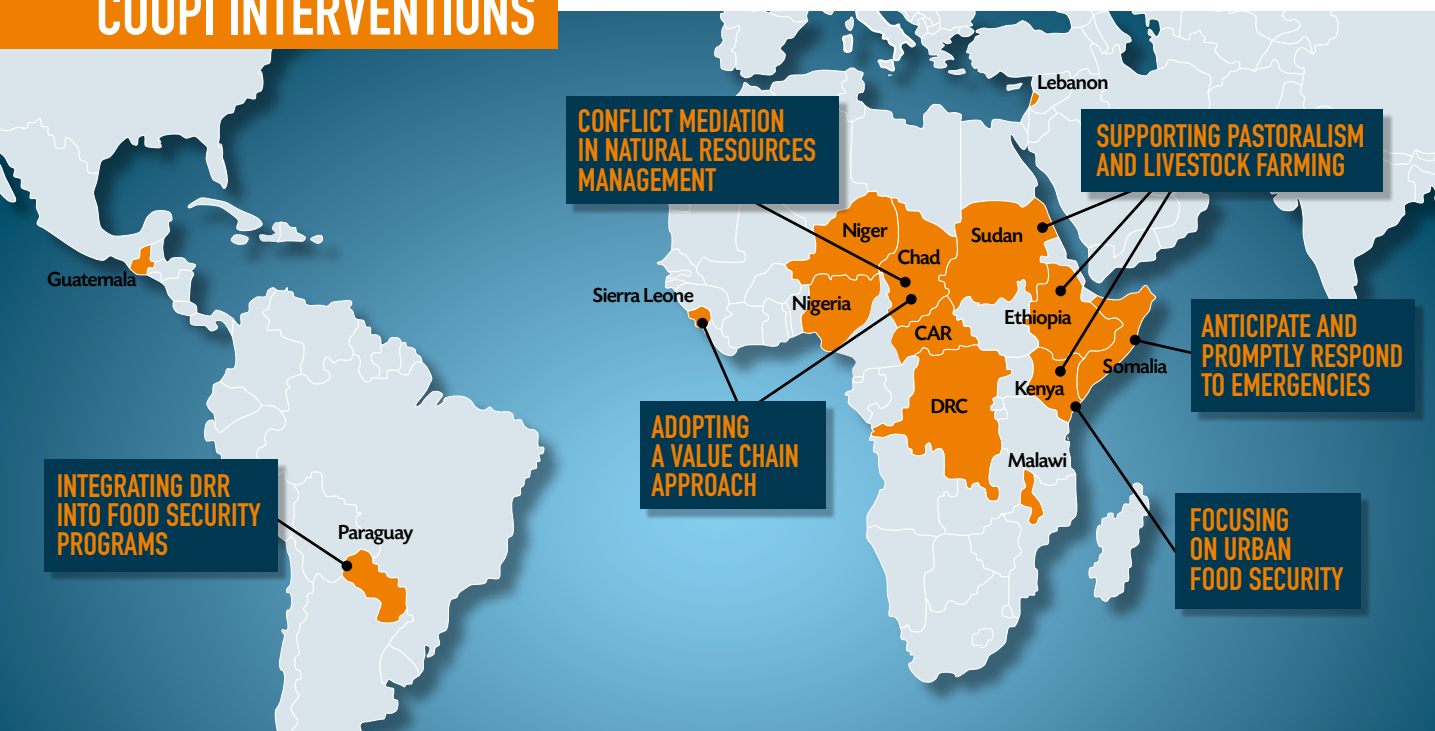 COOPI INTERVENTIONS
Lebanon
CONFLICT MEDIATION
IN NATURAL RESOURCES
MANAGEMENT
SUPPORTING PASTORALISM
AND LIVESTOCK FARMING
Niger
Chad
Sudan
Guatemala
Sierra Leone
Nigeria
CAR
Ethiopia
Somalia
ANTICIPATE AND
PROMPTLY RESPOND
TO EMERGENCIES
Kenya
DRC
ADOPTING
A VALUE CHAIN
APPROACH
Malawi
INTEGRATING DRR
INTO FOOD SECURITY
PROGRAMS
Paraguay
FOCUSING
ON URBAN
FOOD SECURITY